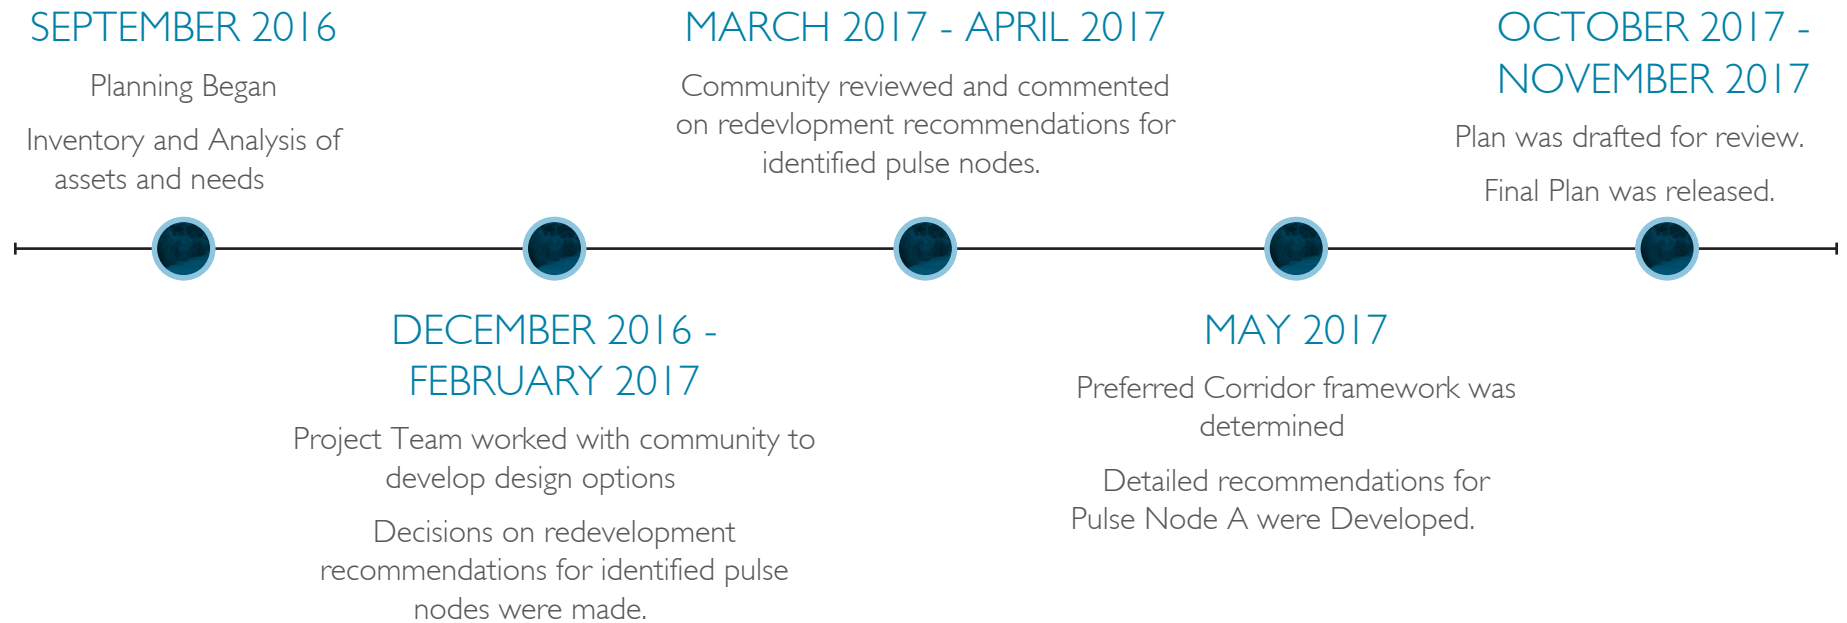 SEPTEMBER 2016
Planning Began
Inventory and Analysis of
assets and needs
DECEMBER 2016 -
FEBRUARY 2017
Project Team worked with community to
develop design options
Decisions on redevelopment
recommendations for identified pulse
nodes were made.
MARCH 2017 - APRIL 2017
Community reviewed and commented
on redevlopment recommendations for
identified pulse nodes.
MAY 2017
Preferred Corridor framework was
determined
Detailed recommendations for
Pulse Node A were Developed.
OCTOBER 2017 -
NOVEMBER 2017
Plan was drafted for review.
Final Plan was released.